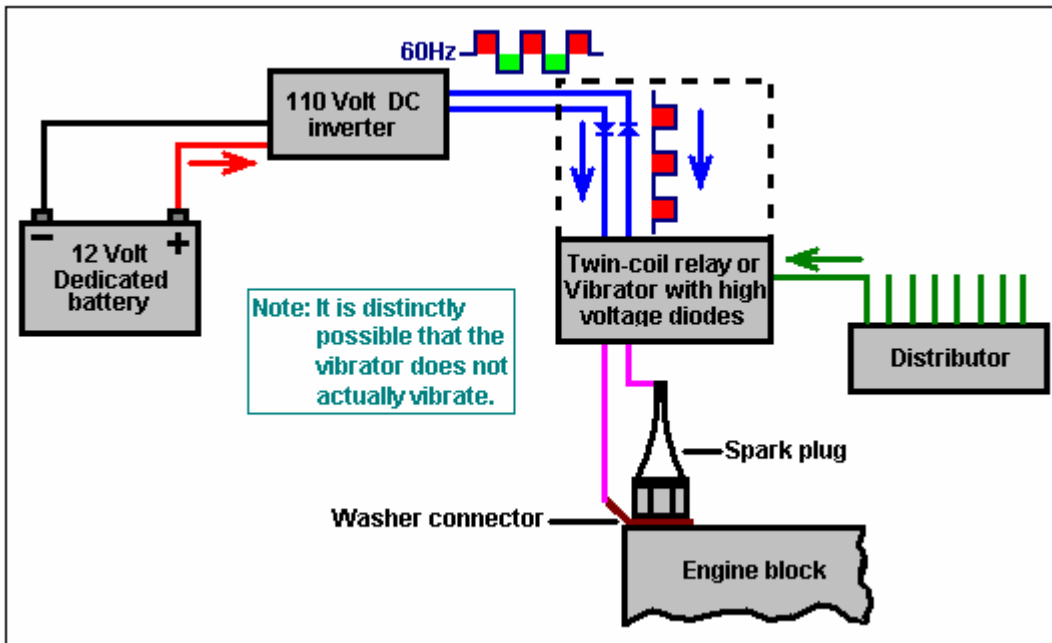 60Hz
110 Volt DC
inverter
12 Volt
Dedicated
battery
Note: It is distinctly
possible that the
vibrator does not
actually vibrate.
Twin-coil relay or
Vibrator with high
voltage diodes
Distributor
Spark plug
Washer connector
Engine block